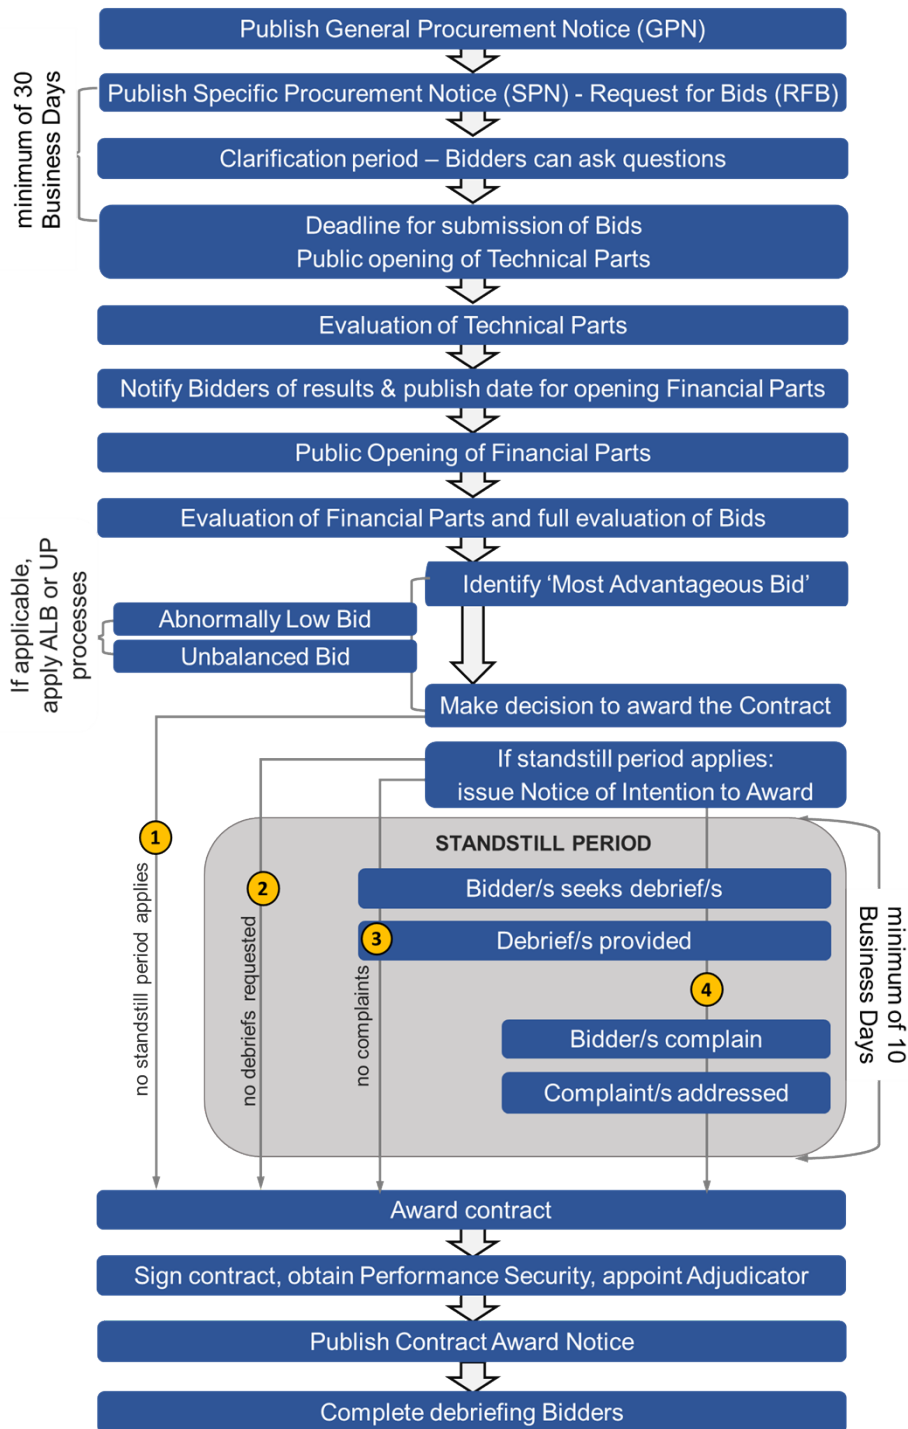 Publish General Procurement Notice (GPN)
minimum of 30
Business Days
Publish Specific Procurement Notice (SPN) - Request for Bids (RFB)
Clarification period – Bidders can ask questions
Deadline for submission of Bids
Public opening of Technical Parts
Evaluation of Technical Parts
Notify Bidders of results & publish date for opening Financial Parts
Public Opening of Financial Parts
Evaluation of Financial Parts and full evaluation of Bids
If applicable,
apply ALB or UP
processes
Identify ‘Most Advantageous Bid’
Abnormally Low Bid
Unbalanced Bid
Make decision to award the Contract
If standstill period applies:
issue Notice of Intention to Award
1
no standstill period applies
STANDSTILL PERIOD
2
no debriefs requested
Bidder/s seeks debrief/s
3
no complaints
Debrief/s provided
4
Bidder/s complain
Complaint/s addressed
minimum of 10
Business Days
Award contract
Sign contract, obtain Performance Security, appoint Adjudicator
Publish Contract Award Notice
Complete debriefing Bidders